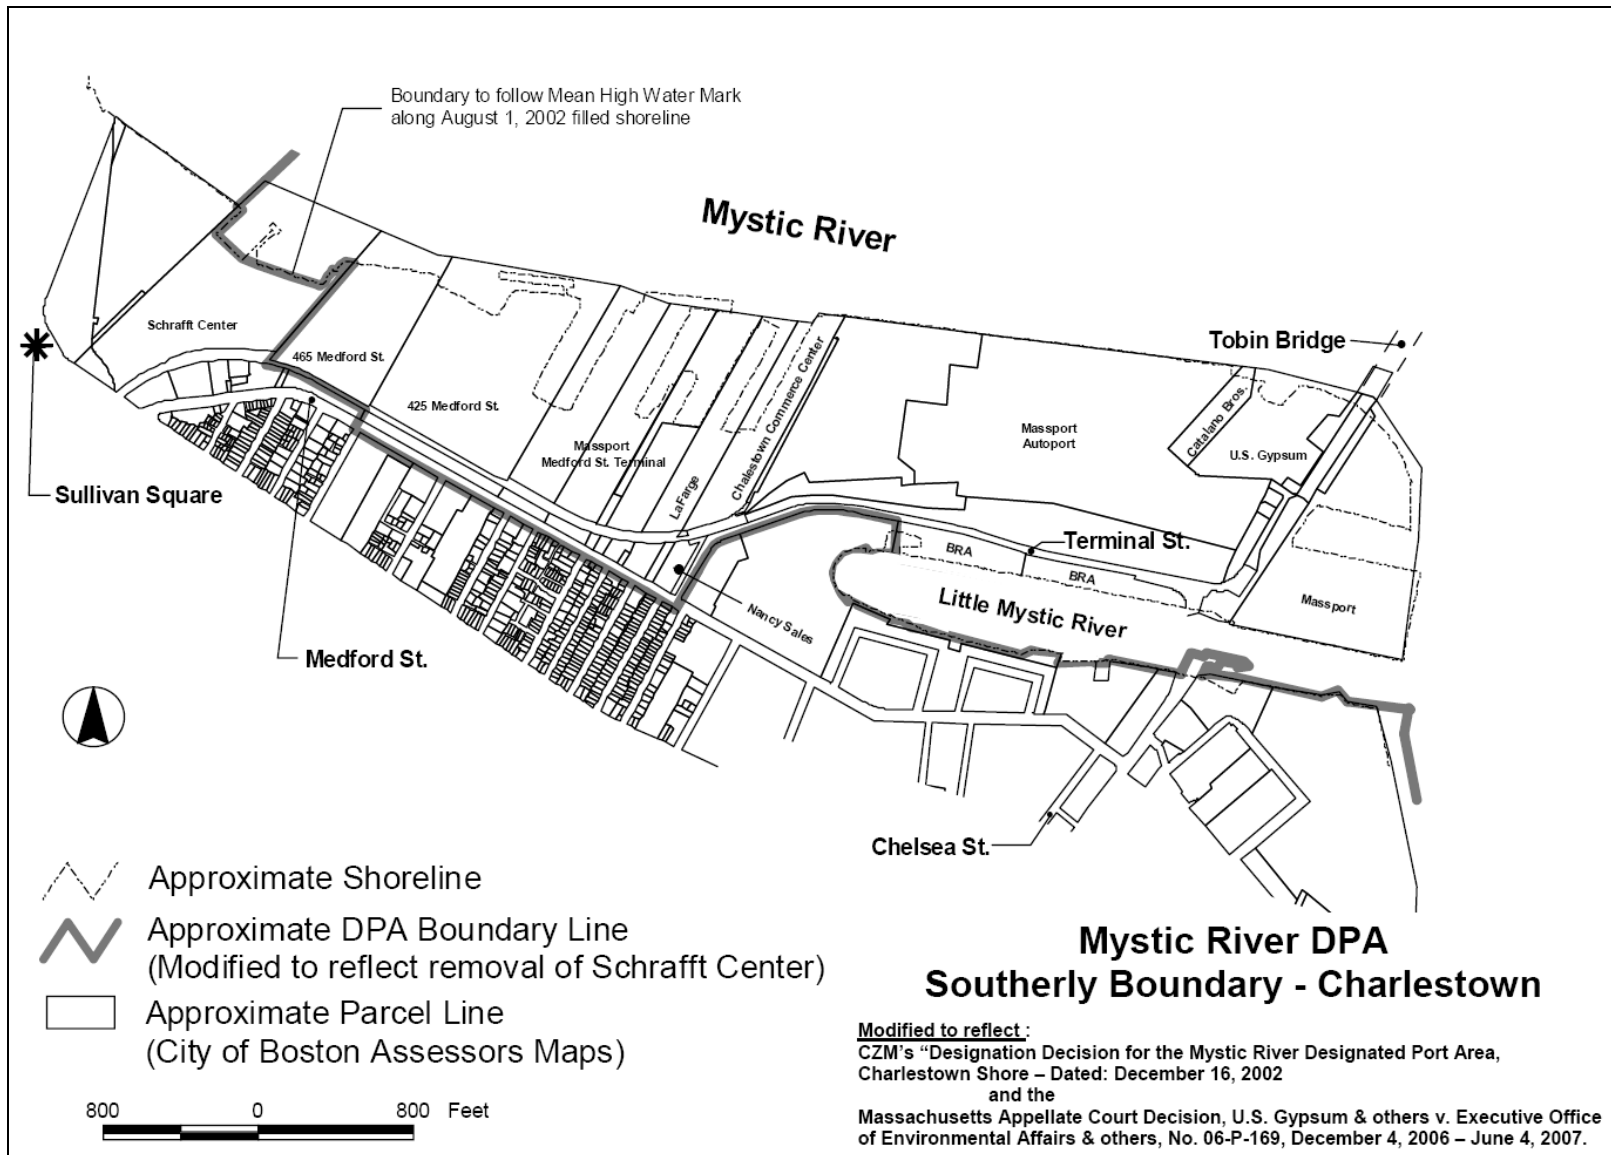 Boundary to follow Mean High Water Mark
along August 1, 2002 filled shoreline
Mystic River
Tobin Bridge
Schrafft Center
465 Medford St.
425 Medford St.
Massport
Medford St. Terminal
LaFarge
Chalestown Commerce Center
Massport
Autoport
Catalano Bros.
U.S. Gypsum
Sullivan Square
Terminal St.
BRA
BRA
Massport
Little Mystic River
Nancy Sales
Medford St.
Chelsea St.
Approximate Shoreline
Approximate DPA Boundary Line
(Modified to reflect removal of Schrafft Center)
Approximate Parcel Line
(City of Boston Assessors Maps)
800 0 800 Feet
Mystic River DPA
Southerly Boundary - Charlestown
Modified to reflect :
CZM's “Designation Decision for the Mystic River Designated Port Area,
Charlestown Shore – Dated: December 16, 2002
and the
Massachusetts Appellate Court Decision, U.S. Gypsum & others v. Executive Office
of Environmental Affairs & others, No. 06-P-169, December 4, 2006 – June 4, 2007.